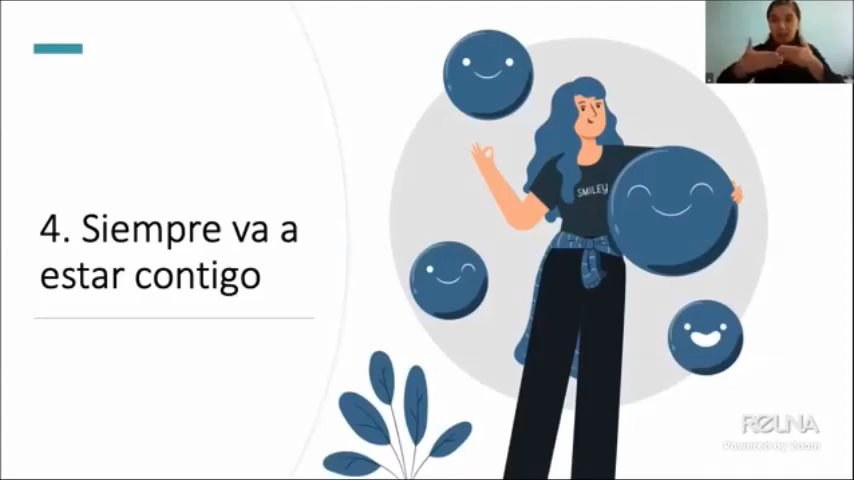 4. Siempre va a
estar contigo
SMILEY
RELNA
Powered by Zoom